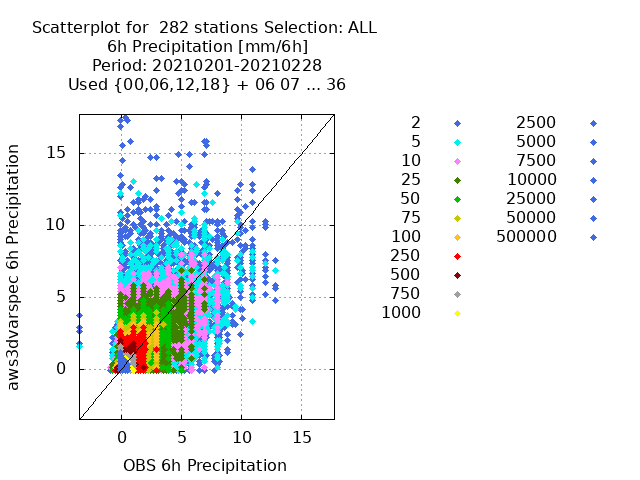 Scatterplot for  282 stations Selection: ALL
6h Precipitation [mm/6h]
Period: 20210201-20210228
Used {00,06,12,18} + 06 07 ... 36
aws3dvarspec 6h Precipitation
15
10
5
0
0 5 10 15
OBS 6h Precipitation
2 2500
5 5000
10 7500
25 10000
50 25000
75 50000
100 500000
250
500
750
1000